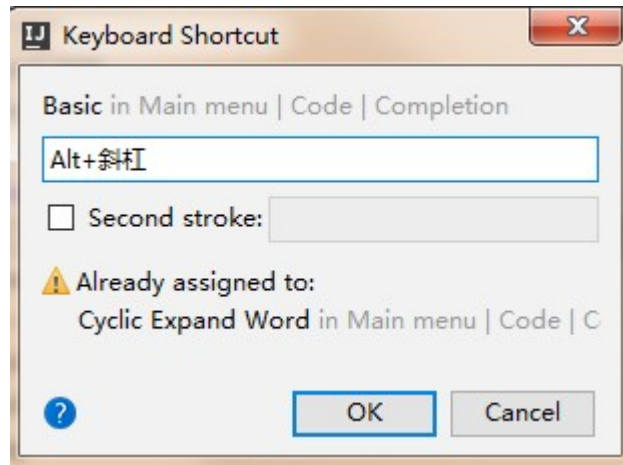 IJ Keyboard Shortcut
Basic in Main menu | Code | Completion
Alt+斜杠
Second stroke:
Already assigned to:
Cyclic Expand Word in Main menu | Code | C
?
OK Cancel